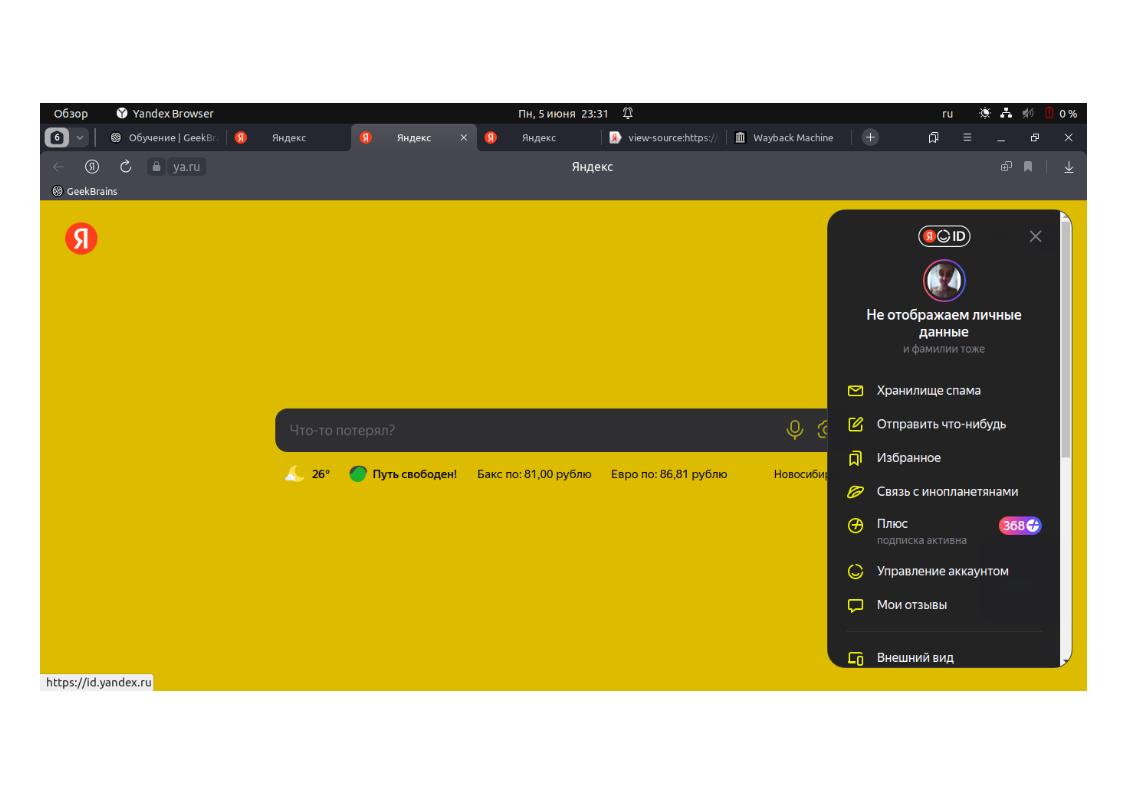 Обзор Yandex Browser Пн, 5 июня 23:31 ru 0 %
6 Обучение | GeekBr Яндекс Яндекс Яндекс view-source:https:// Wayback Machine
ya.ru Яндекс
GeekBrains
Я
Я ID
Не отображаем личные
данные
и фамилии тоже
Хранилище спама
Что-то потерял?
Отправить что-нибудь
Избранное
26° Путь свободен! Бакс по: 81,00 рублю Евро по: 86,81 рублю Новосибир
Связь с инопланетянами
Плюс 368
подписка активна
Управление аккаунтом
Мои отзывы
Внешний вид
https://id.yandex.ru